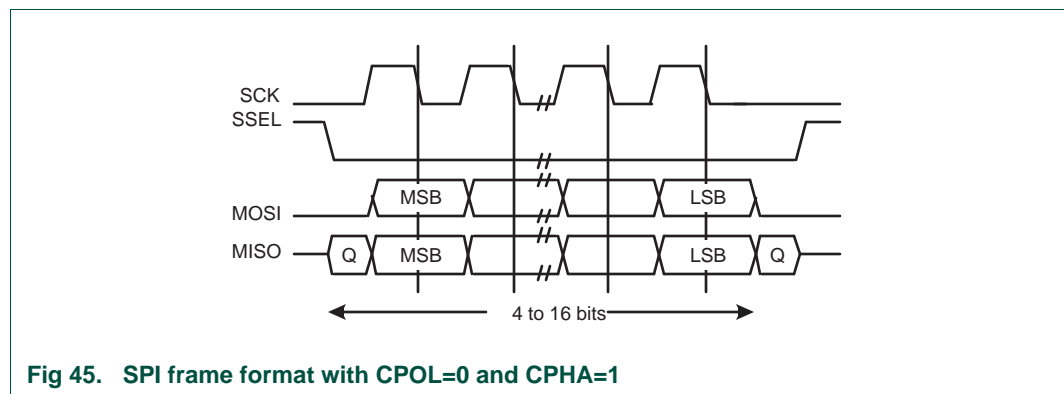 SCK
SSEL
MOSI MSB LSB
MISO Q MSB LSB Q
4 to 16 bits
Fig 45. SPI frame format with CPOL=0 and CPHA=1